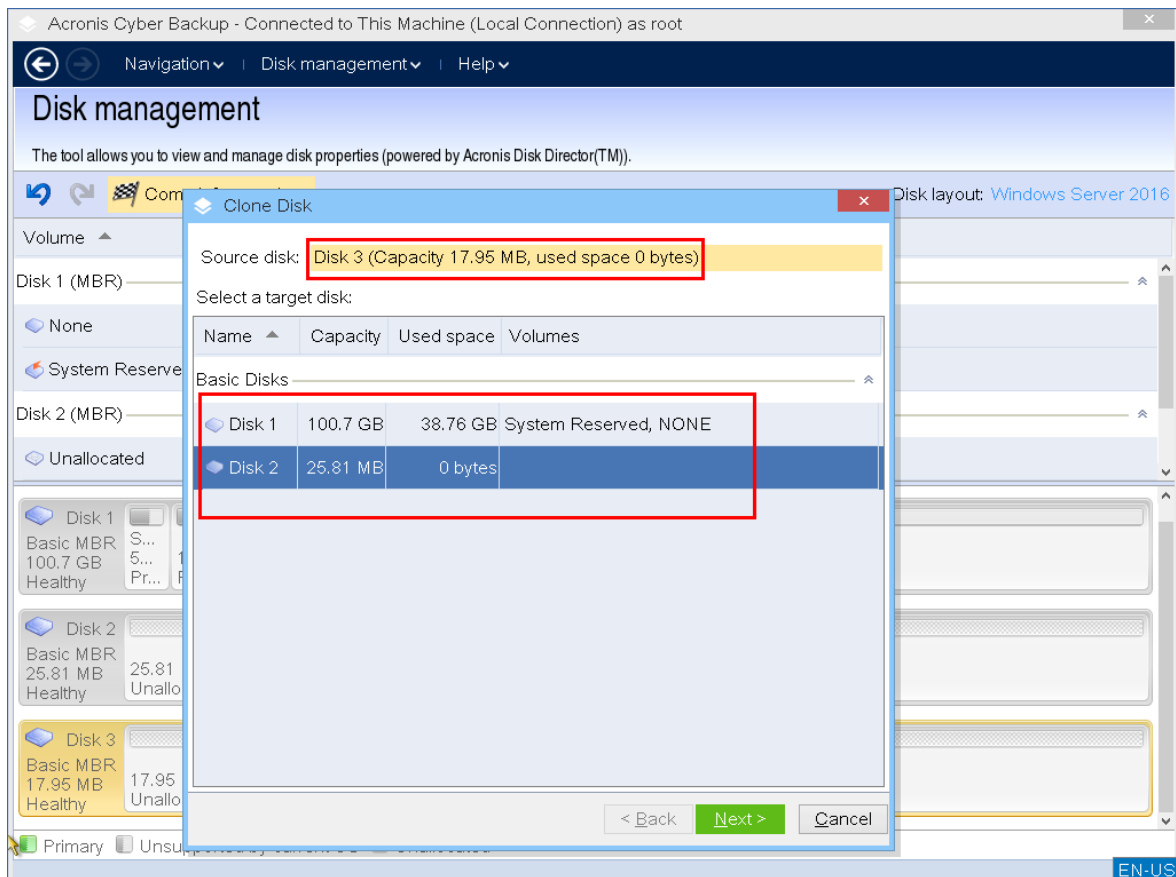 Acronis Cyber Backup - Connected to This Machine (Local Connection) as root
Navigation | Disk management | Help
Disk management
The tool allows you to view and manage disk properties (powered by Acronis Disk Director(TM)).
Com Disk layout: Windows Server 2016
Clone Disk
Volume
Source disk: Disk 3 (Capacity 17.95 MB, used space 0 bytes)
Disk 1 (MBR)
Select a target disk:
None
Name Capacity Used space Volumes
System Reserve
Basic Disks
Disk 2 (MBR)
Disk 1 100.7 GB 38.76 GB System Reserved, NONE
Unallocated
Disk 2 25.81 MB 0 bytes
Disk 1
Basic MBR S...
100.7 GB 5... 1
Healthy Pr...
Disk 2
Basic MBR
25.81 MB 25.81
Healthy Unallo
Disk 3
Basic MBR
17.95 MB 17.95
Healthy Unallo
< Back Next > Cancel
Primary
EN-US